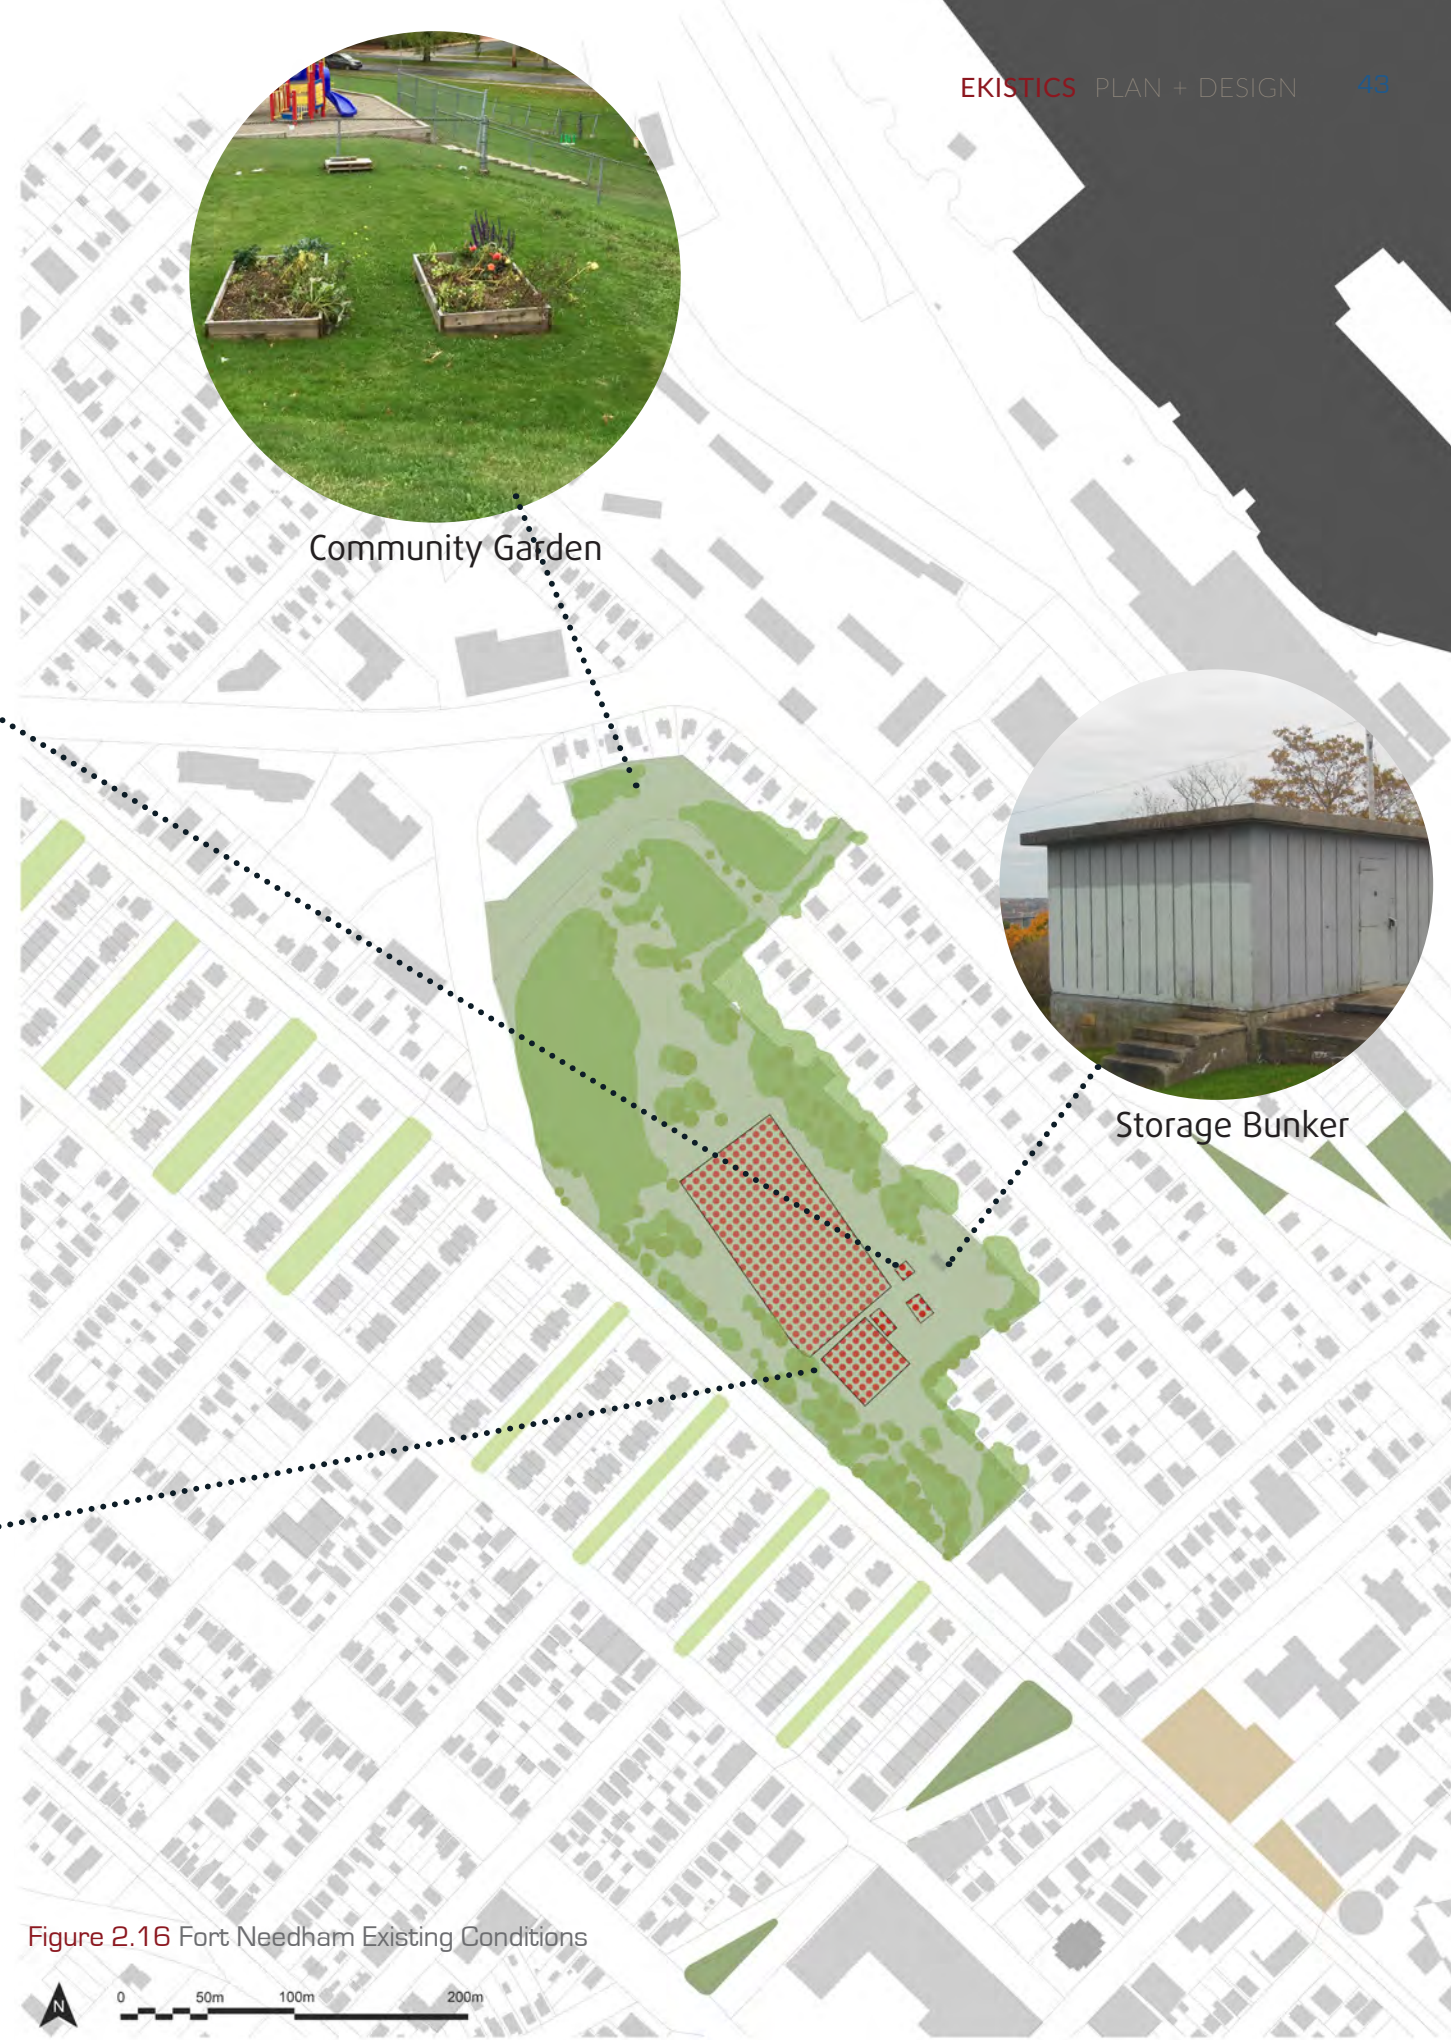 EKISTICS PLAN + DESIGN 43
Community Garden
Storage Bunker
Figure 2.16 Fort Needham Existing Conditions
N
0 50m 100m 200m